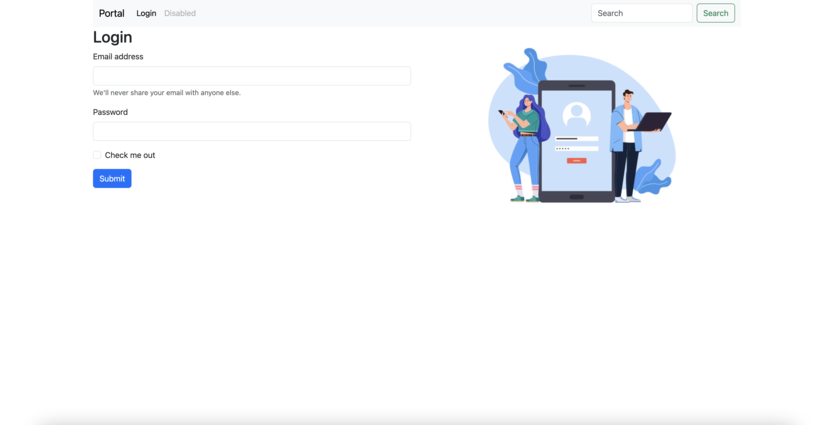 Portal Login Disabled Search Search
Login
Email address
We'll never share your email with anyone else.
Password
Check me out
Submit